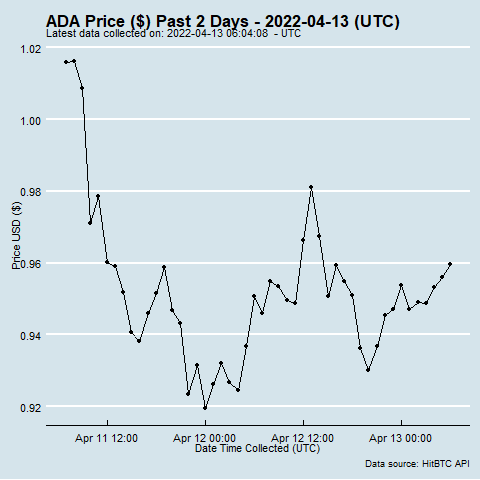 ADA Price ($) Past 2 Days - 2022-04-13 (UTC)
Latest data collected on: 2022-04-13 06:04:08 - UTC
1.02
1.00
0.98
0.96
0.94
0.92
Price USD ($)
Apr 11 12:00
Apr 12 00:00
Apr 12 12:00
Apr 13 00:00
Date Time Collected (UTC)
Data source: HitBTC API